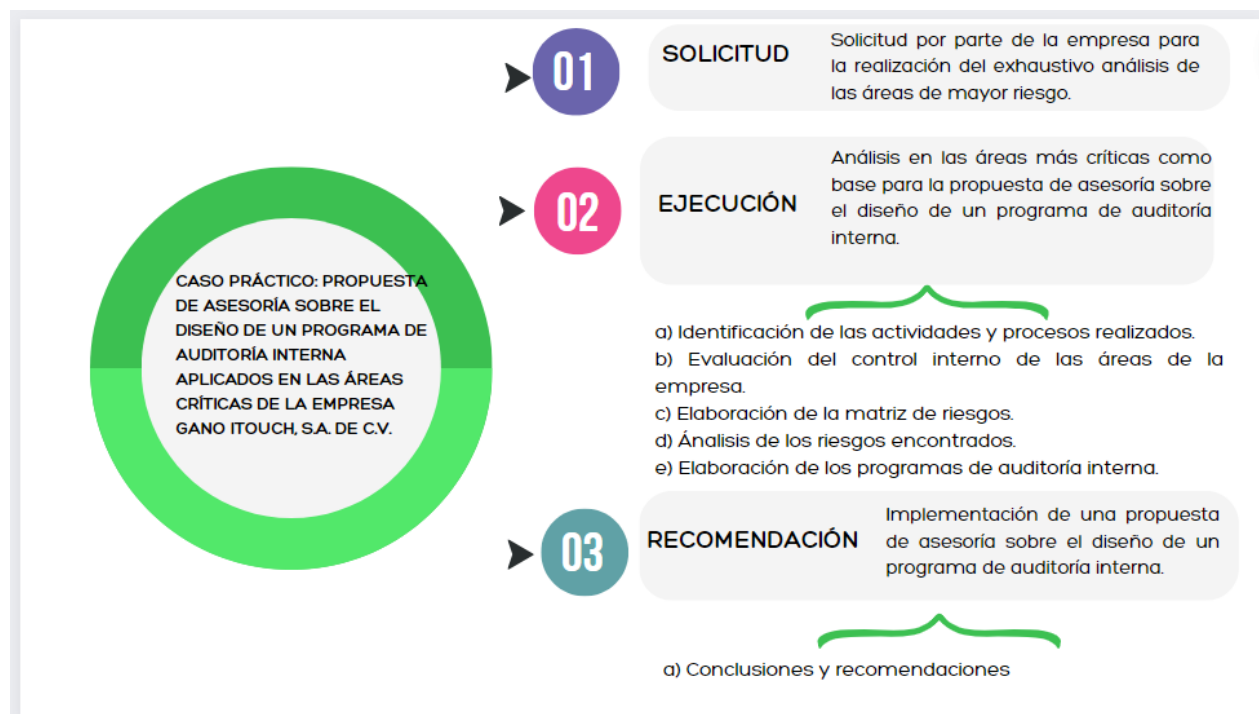 CASO PRÁCTICO: PROPUESTA
DE ASESORÍA SOBRE EL
DISEÑO DE UN PROGRAMA DE
AUDITORÍA INTERNA
APLICADOS EN LAS ÁREAS
CRÍTICAS DE LA EMPRESA
GANO ITOUCH, S.A. DE C.V.
01
SOLICITUD
Solicitud por parte de la empresa para
la realización del exhaustivo análisis de
las áreas de mayor riesgo.
02
EJECUCIÓN
Análisis en las áreas más críticas como
base para la propuesta de asesoría sobre
el diseño de un programa de auditoría
interna.
a) Identificación de las actividades y procesos realizados.
b) Evaluación del control interno de las áreas de la
empresa.
c) Elaboración de la matriz de riesgos.
d) Ánalisis de los riesgos encontrados.
e) Elaboración de los programas de auditoría interna.
03
RECOMENDACIÓN
Implementación de una propuesta
de asesoría sobre el diseño de un
programa de auditoría interna.
a) Conclusiones y recomendaciones